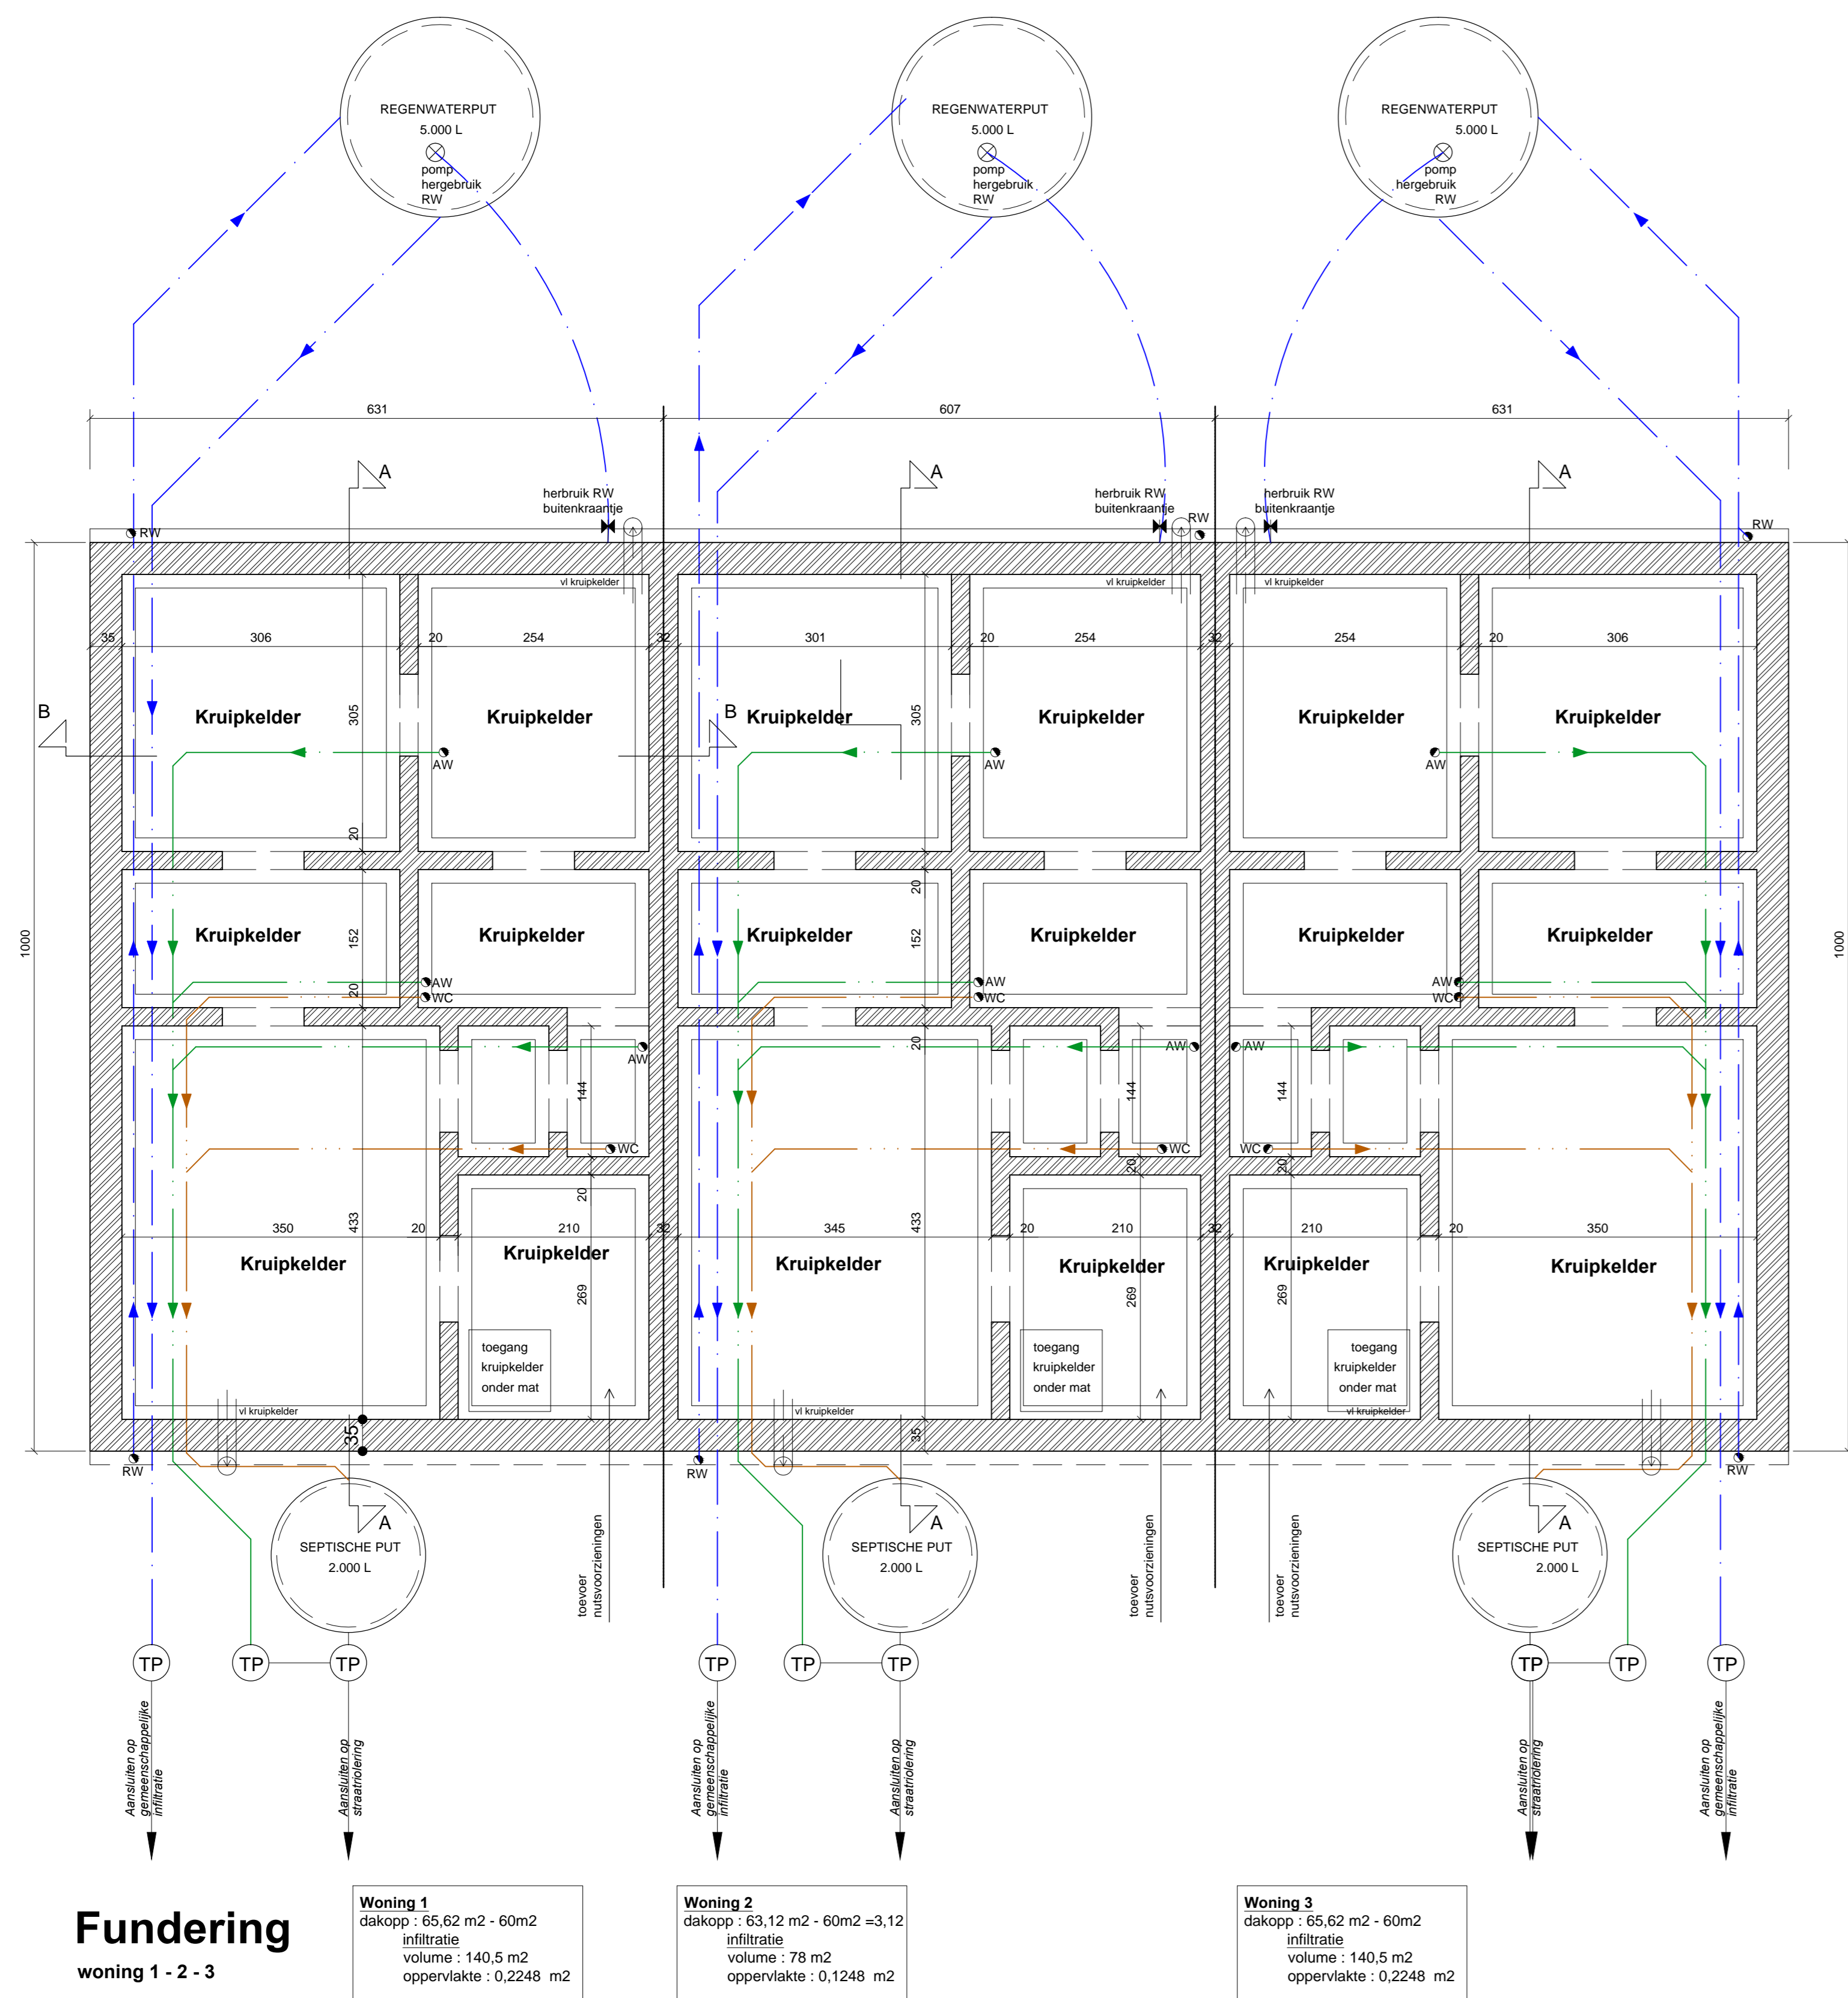 REGENWATERPUT
5.000 L
pomp
hergebruik
RW
REGENWATERPUT
5.000 L
pomp
hergebruik
RW
REGENWATERPUT
5.000 L
pomp
hergebruik
RW
631
607
631
A
A
A
herbruik RW
buitenkraantje
herbruik RW
buitenkraantje
herbruik RW
buitenkraantje
RW
RW
RW
vl kruipkelder
vl kruipkelder
vl kruipkelder
35
306
20
254
32
301
20
254
32
254
20
306
B
B
305
305
Kruipkelder
Kruipkelder
Kruipkelder
Kruipkelder
Kruipkelder
Kruipkelder
AW
AW
AW
20
20
1000
1000
152
152
Kruipkelder
Kruipkelder
Kruipkelder
Kruipkelder
Kruipkelder
Kruipkelder
AW
WC
AW
WC
AW
WC
20
20
AW
AW
AW
144
144
144
WC
WC
WC
20
20
20
350
20
433
210
32
345
433
20
210
32
210
20
350
Kruipkelder
Kruipkelder
Kruipkelder
Kruipkelder
Kruipkelder
Kruipkelder
269
269
269
toegang
kruipkelder
onder mat
toegang
kruipkelder
onder mat
toegang
kruipkelder
onder mat
vl kruipkelder
vl kruipkelder
vl kruipkelder
35
35
RW
RW
RW
A
A
A
SEPTISCHE PUT
2.000 L
SEPTISCHE PUT
2.000 L
SEPTISCHE PUT
2.000 L
toevoer
nutsvoorzieningen
toevoer
nutsvoorzieningen
toevoer
nutsvoorzieningen
TP
TP
TP
TP
TP
TP
TP
TP
TP
Aansluiten op
gemeenschappelijke
infiltratie
Aansluiten op
straatriolering
Aansluiten op
gemeenschappelijke
infiltratie
Aansluiten op
straatriolering
Aansluiten op
straatriolering
Aansluiten op
gemeenschappelijke
infiltratie
Fundering
woning 1 - 2 - 3
Woning 1
dakopp : 65,62 m2 - 60m2
infiltratie
volume : 140,5 m2
oppervlakte : 0,2248 m2
Woning 2
dakopp : 63,12 m2 - 60m2 =3,12
infiltratie
volume : 78 m2
oppervlakte : 0,1248 m2
Woning 3
dakopp : 65,62 m2 - 60m2
infiltratie
volume : 140,5 m2
oppervlakte : 0,2248 m2